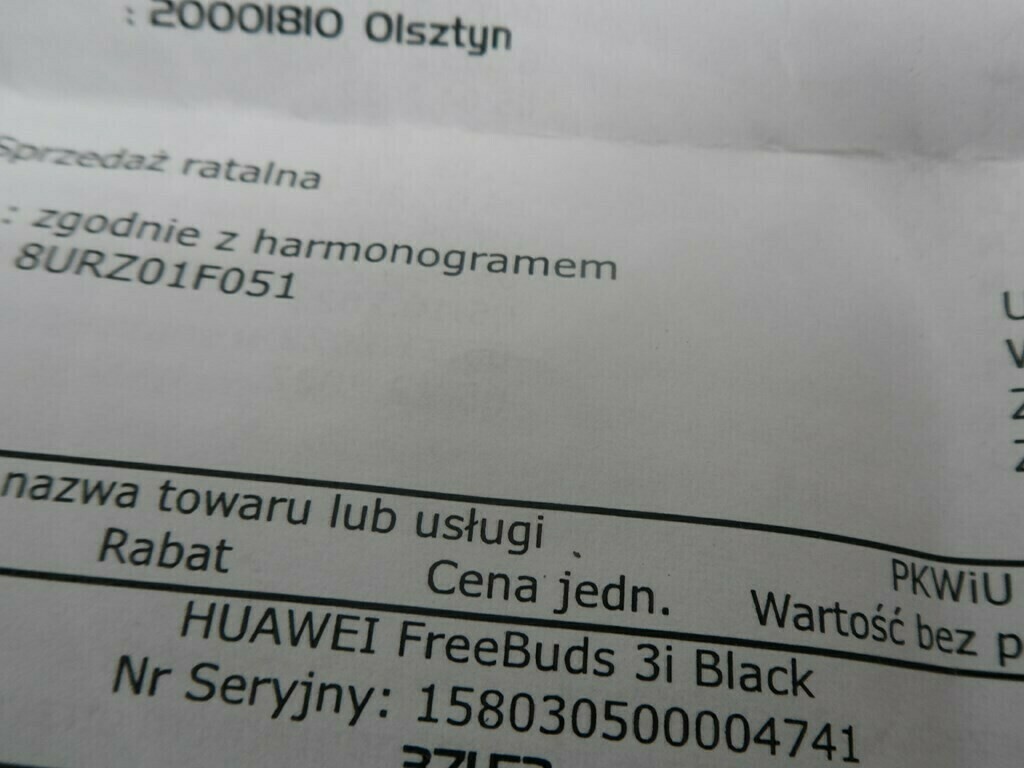 : 20001810 Olsztyn
Sprzedaż ratalna
: zgodnie z harmonogramem
8URZ01F051
nazwa towaru lub usługi
PKWiU
Rabat
Cena jedn.
Wartość bez p
HUAWEI FreeBuds 3i Black
Nr Seryjny: 158030500004741